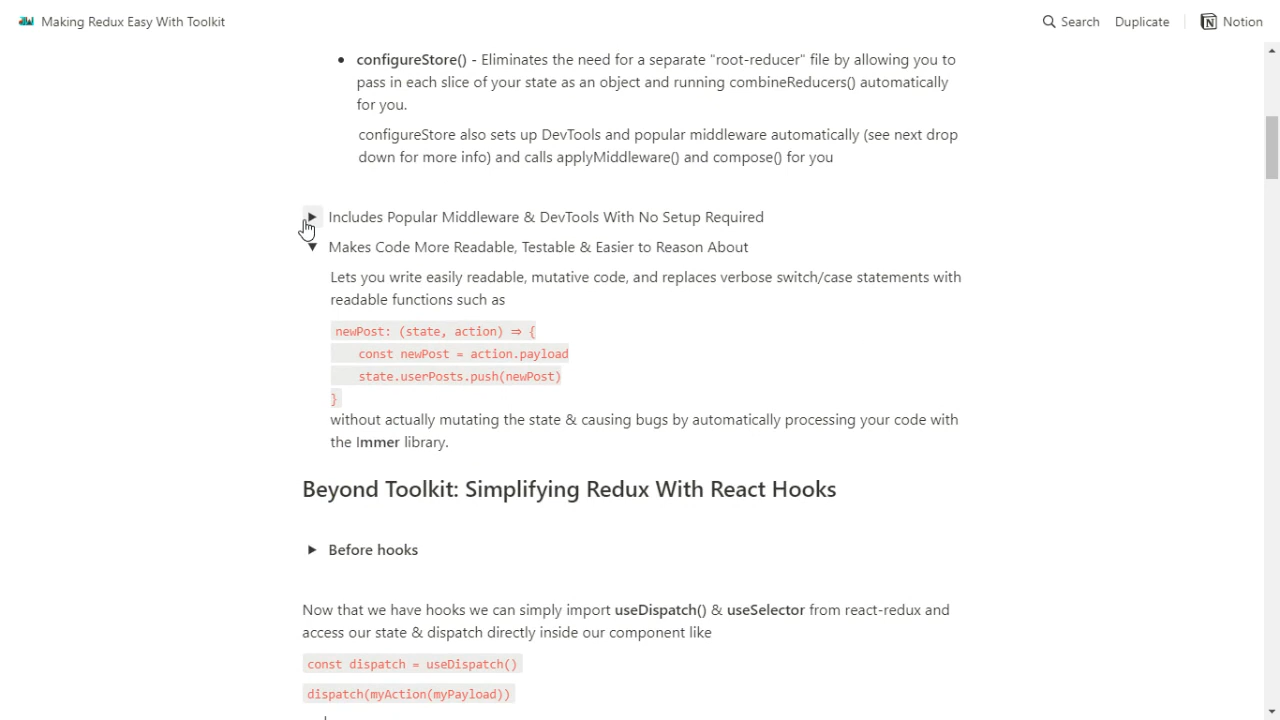 Making Redux Easy With Toolkit
Search
Duplicate
Notion
configureStore() - Eliminates the need for a separate "root-reducer" file by allowing you to
pass in each slice of your state as an object and running combineReducers() automatically
for you.
configureStore also sets up DevTools and popular middleware automatically (see next drop
down for more info) and calls applyMiddleware() and compose() for you
Includes Popular Middleware & DevTools With No Setup Required
Makes Code More Readable, Testable & Easier to Reason About
Lets you write easily readable, mutative code, and replaces verbose switch/case statements with
readable functions such as
newPost: (state, action) ⇒ {
const newPost = action.payload
state.userPosts.push(newPost)
}
without actually mutating the state & causing bugs by automatically processing your code with
the Immer library.
Beyond Toolkit: Simplifying Redux With React Hooks
Before hooks
Now that we have hooks we can simply import useDispatch() & useSelector from react-redux and
access our state & dispatch directly inside our component like
const dispatch = useDispatch()
dispatch(myAction(myPayload))